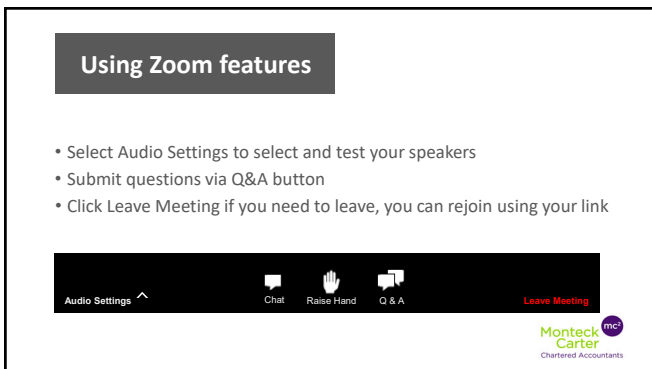 Using Zoom features
• Select Audio Settings to select and test your speakers
• Submit questions via Q&A button
• Click Leave Meeting if you need to leave, you can rejoin using your link
Audio Settings Chat Raise Hand Q & A Leave Meeting
Monteck mc²
Carter
Chartered Accountants